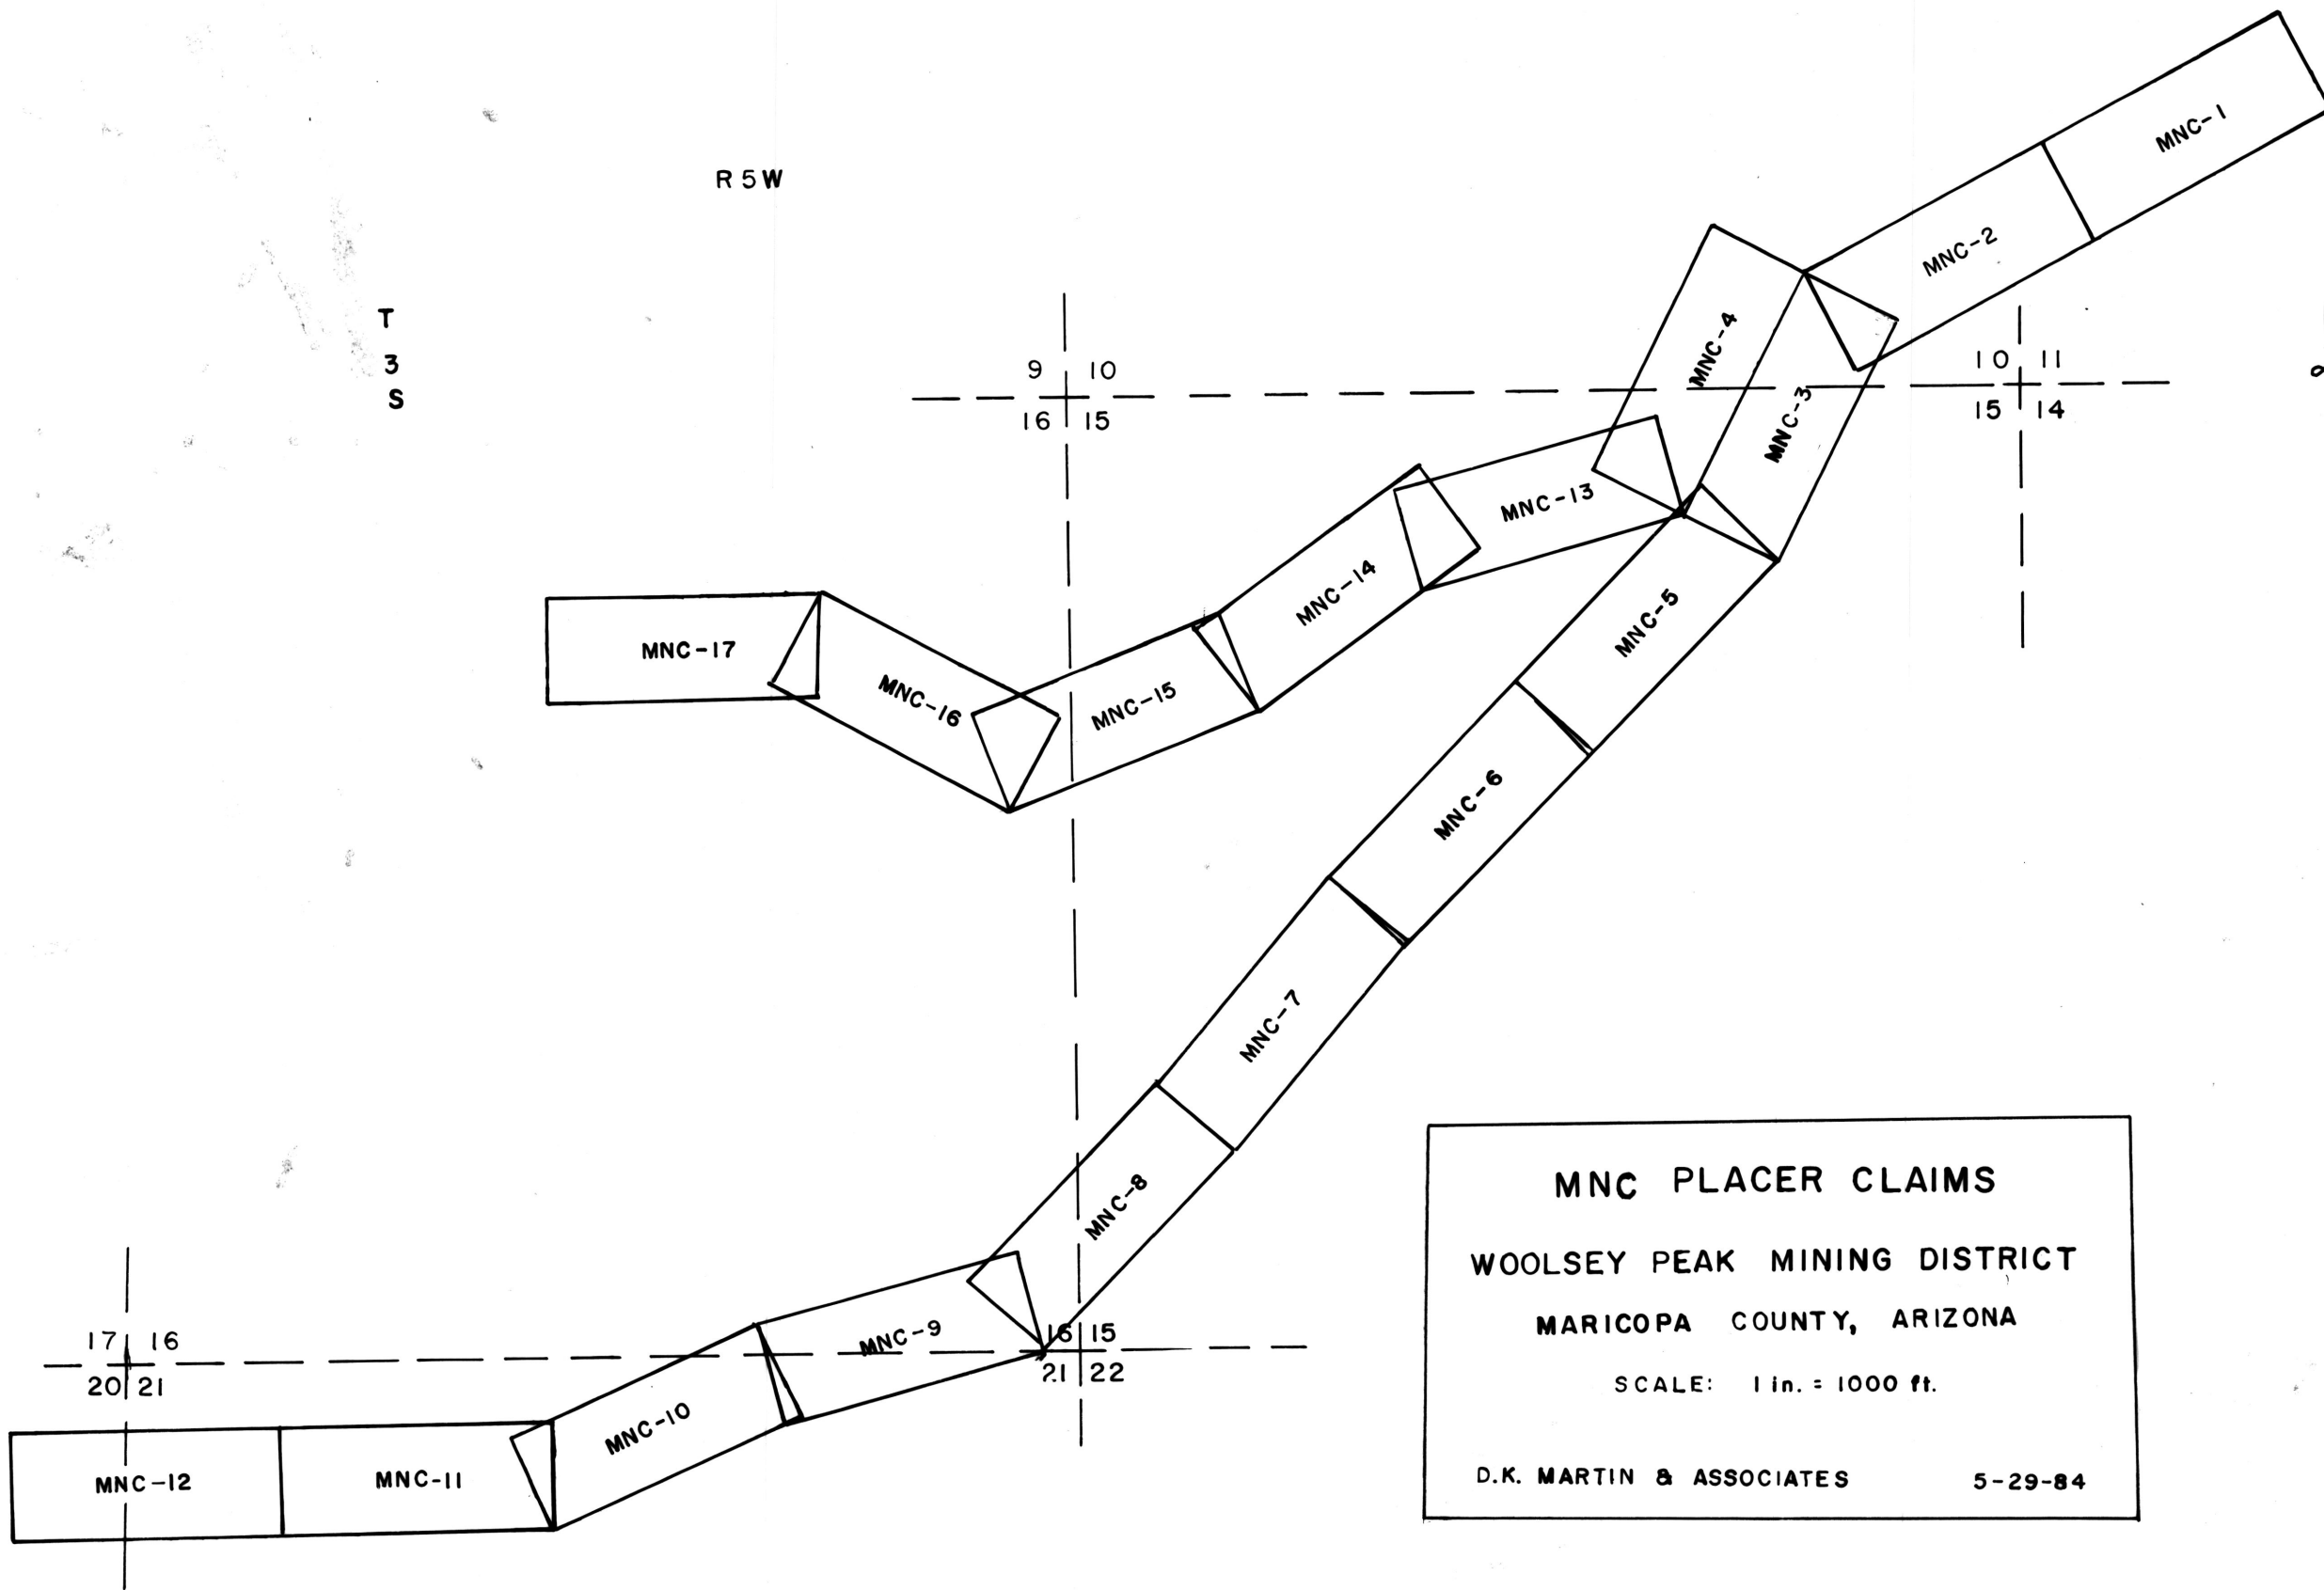 MNC-1
R 5 W
MNC-2
T
3
S
MNC-4
9 10
16 15
10 11
15 14
MNC-3
MNC-13
MNC-14
MNC-5
MNC-17
MNC-16
MNC-15
MNC-6
MNC-7
MNC-8
MNC-9
17 16
20 21
16 15
21 22
MNC-10
MNC-12
MNC-11
MNC PLACER CLAIMS
WOOLSEY PEAK MINING DISTRICT
MARICOPA COUNTY, ARIZONA
SCALE: 1 in. = 1000 ft.
D.K. MARTIN & ASSOCIATES 5-29-84